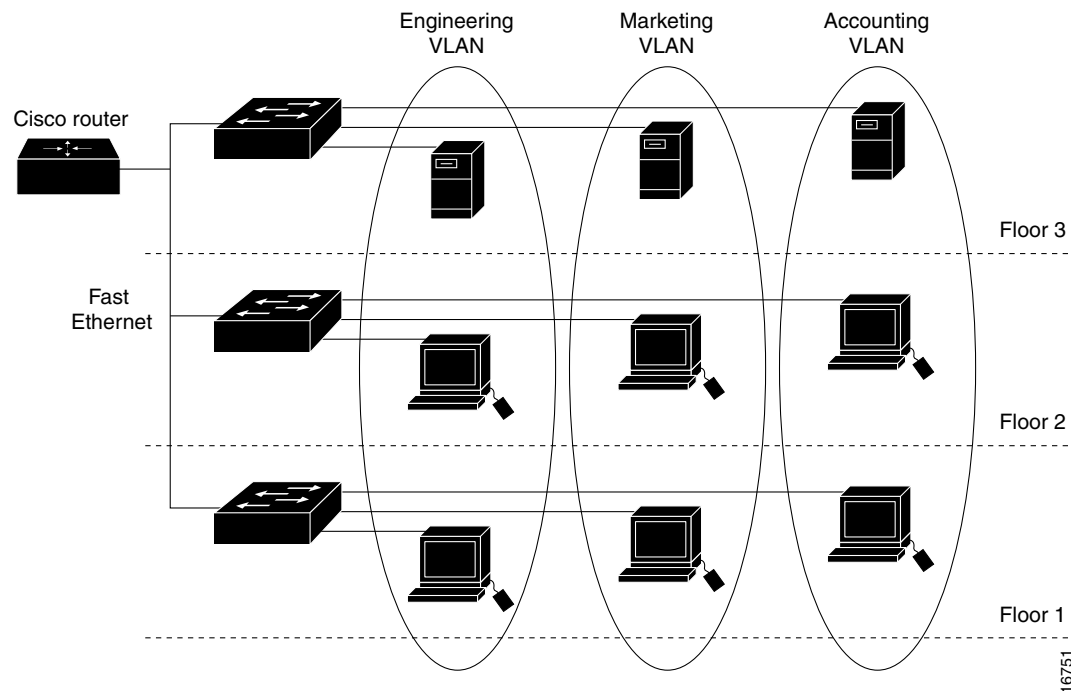 Engineering
VLAN
Marketing
VLAN
Accounting
VLAN
Cisco router
Floor 3
Fast
Ethernet
Floor 2
Floor 1
16751